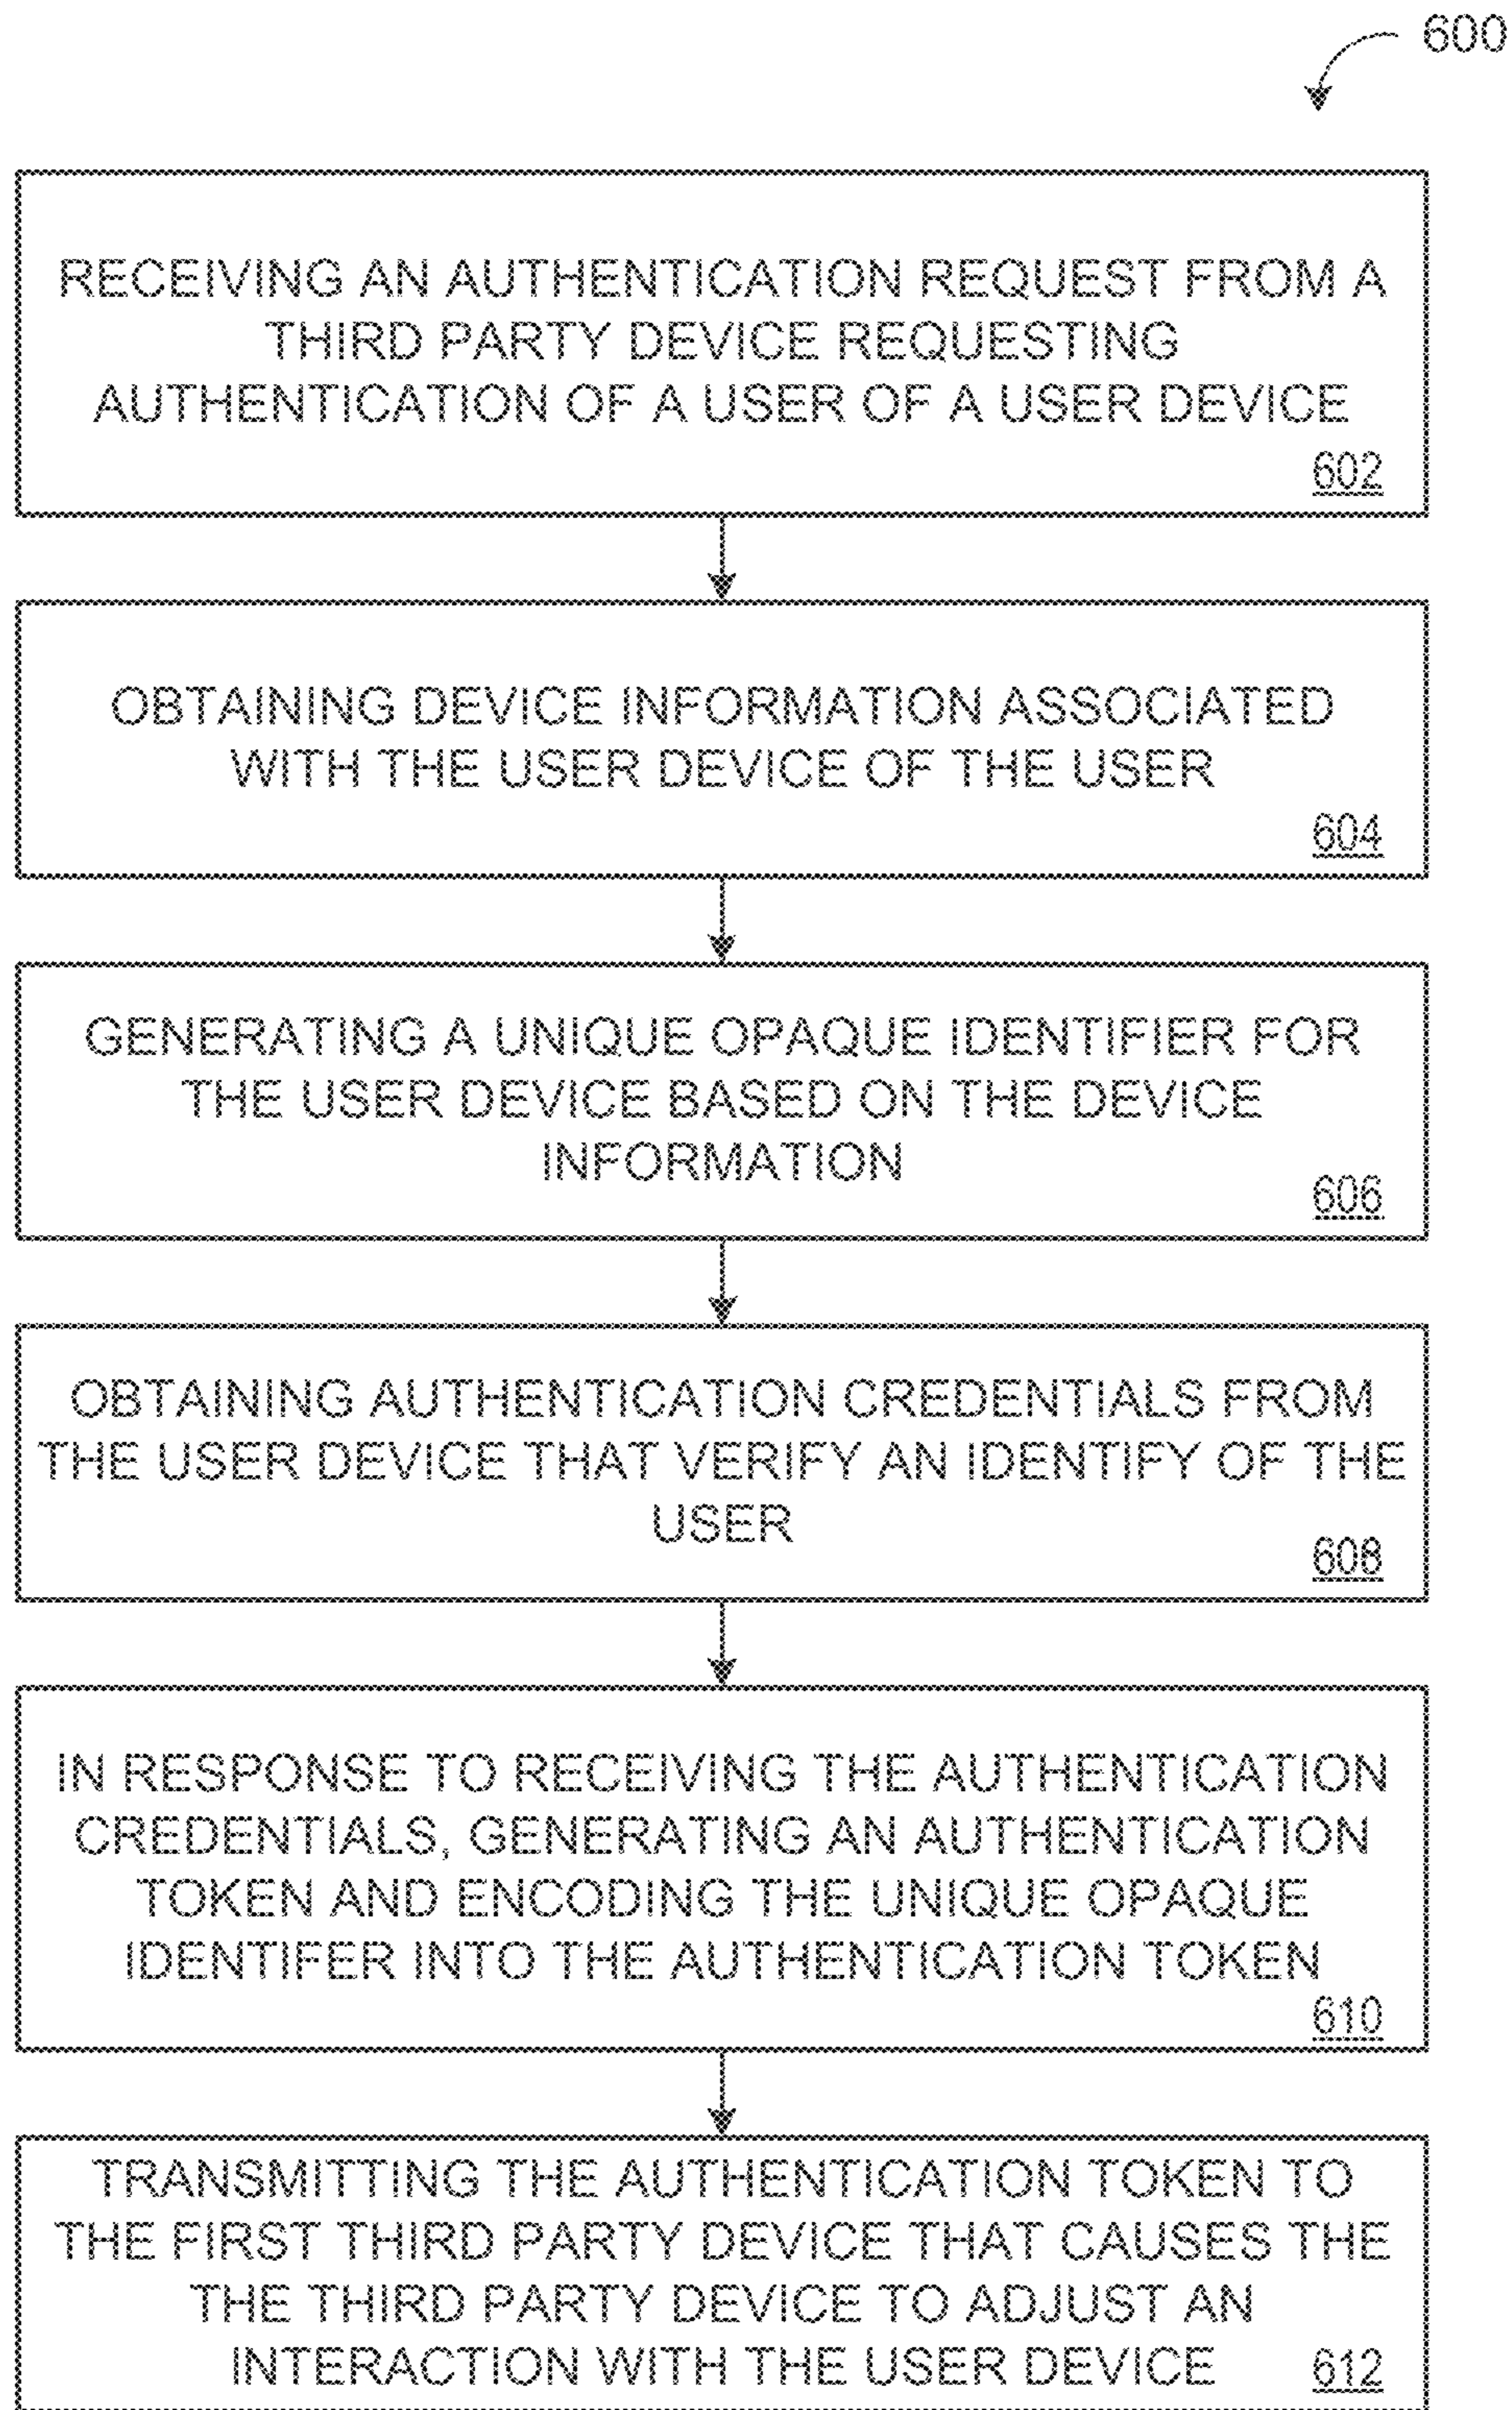 600
RECEIVING AN AUTHENTICATION REQUEST FROM A
THIRD PARTY DEVICE REQUESTING
AUTHENTICATION OF A USER OF A USER DEVICE
602
OBTAINING DEVICE INFORMATION ASSOCIATED
WITH THE USER DEVICE OF THE USER
604
GENERATING A UNIQUE OPAQUE IDENTIFIER FOR
THE USER DEVICE BASED ON THE DEVICE
INFORMATION
606
OBTAINING AUTHENTICATION CREDENTIALS FROM
THE USER DEVICE THAT VERIFY AN IDENTIFY OF THE
USER
608
IN RESPONSE TO RECEIVING THE AUTHENTICATION
CREDENTIALS, GENERATING AN AUTHENTICATION
TOKEN AND ENCODING THE UNIQUE OPAQUE
IDENTIFER INTO THE AUTHENTICATION TOKEN
610
TRANSMITTING THE AUTHENTICATION TOKEN TO
THE FIRST THIRD PARTY DEVICE THAT CAUSES THE
THE THIRD PARTY DEVICE TO ADJUST AN
INTERACTION WITH THE USER DEVICE
612